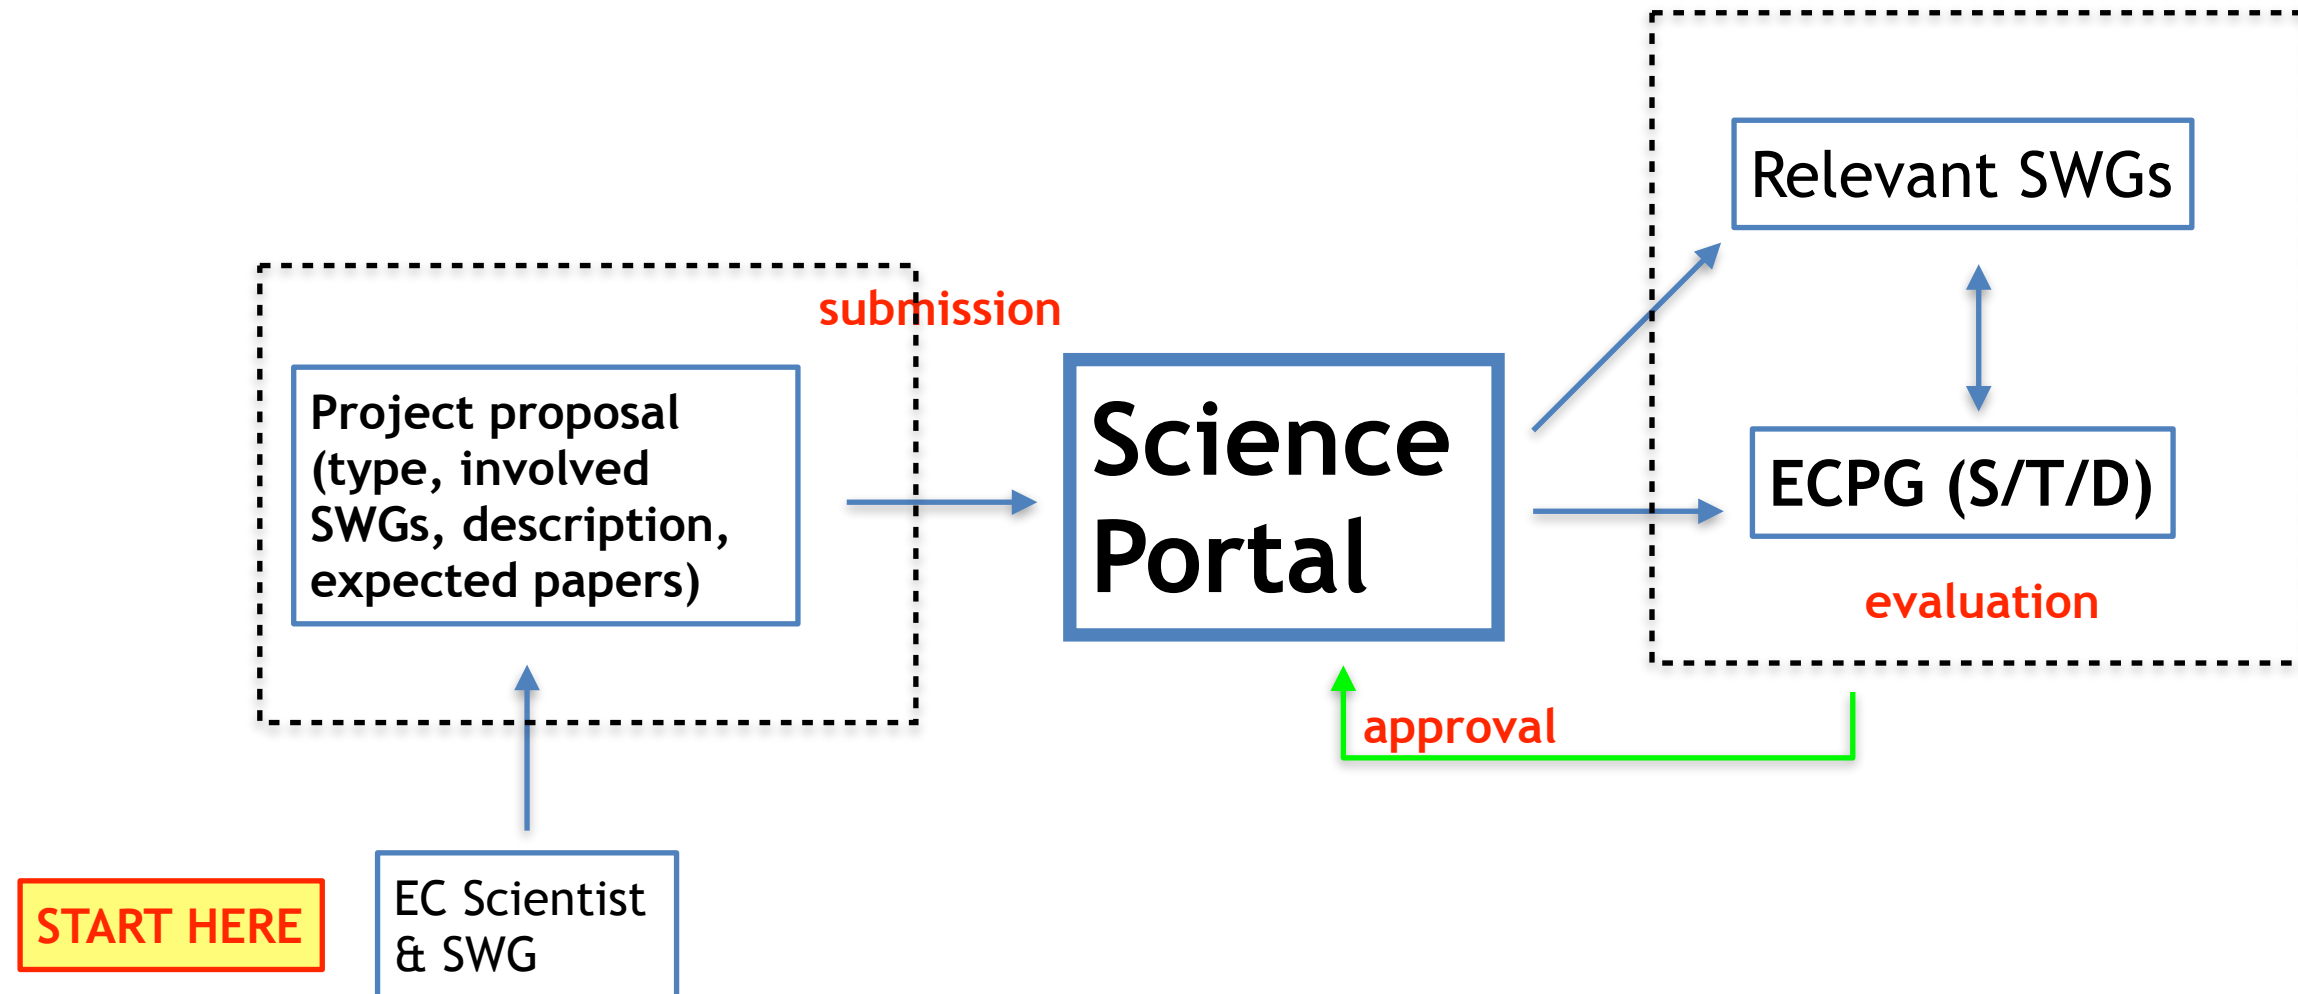 START HERE
EC Scientist
& SWG
Project proposal
(type, involved
SWGs, description,
expected papers)
submission
Science
Portal
Relevant SWGs
ECPG (S/T/D)
evaluation
approval